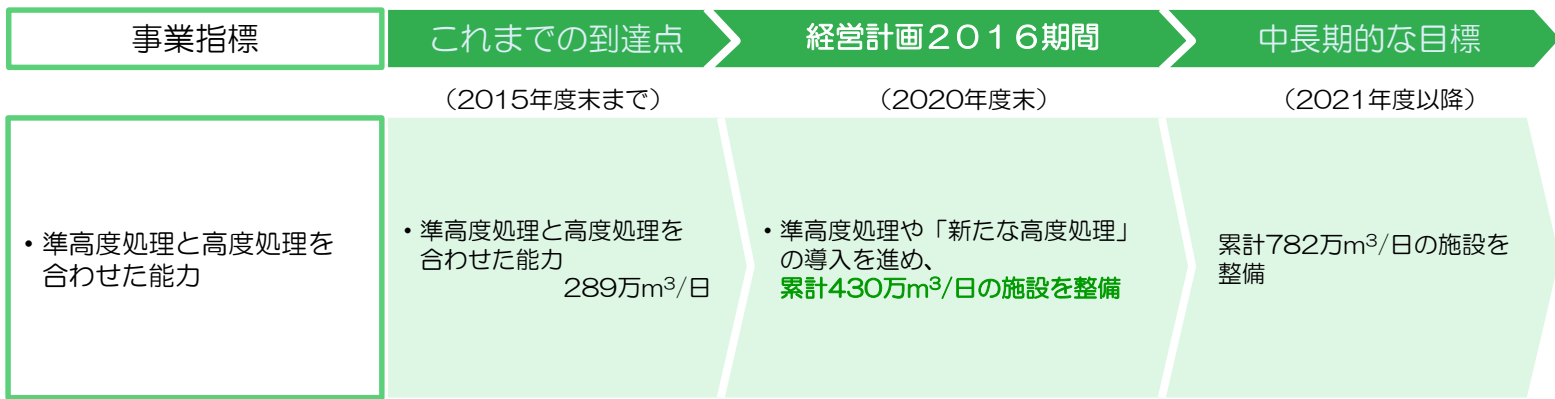 事業指標
これまでの到達点
経営計画２０１６期間
中長期的な目標
（2015年度末まで）
（2020年度末）
（2021年度以降）
・準高度処理と高度処理を
合わせた能力
・準高度処理と高度処理を
合わせた能力
289万m³/日
・準高度処理や「新たな高度処理」
の導入を進め、
累計430万m³/日の施設を整備
累計782万m³/日の施設を
整備